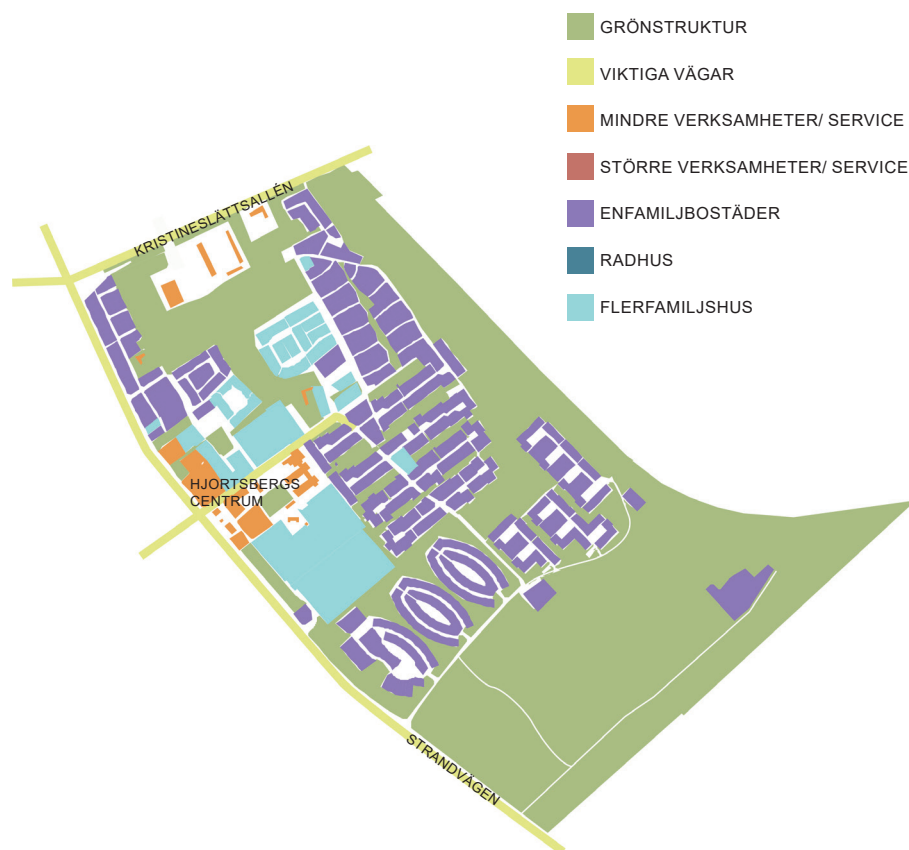 GRÖNSTRUKTUR
VIKTIGA VÄGAR
MINDRE VERKSAMHETER/ SERVICE
STÖRRE VERKSAMHETER/ SERVICE
ENFAMILJBOSTÄDER
RADHUS
FLERFAMILJSHUS
KRISTINESLÄTTSALLÉN
HJORTSBERGS
CENTRUM
STRANDVÄGEN